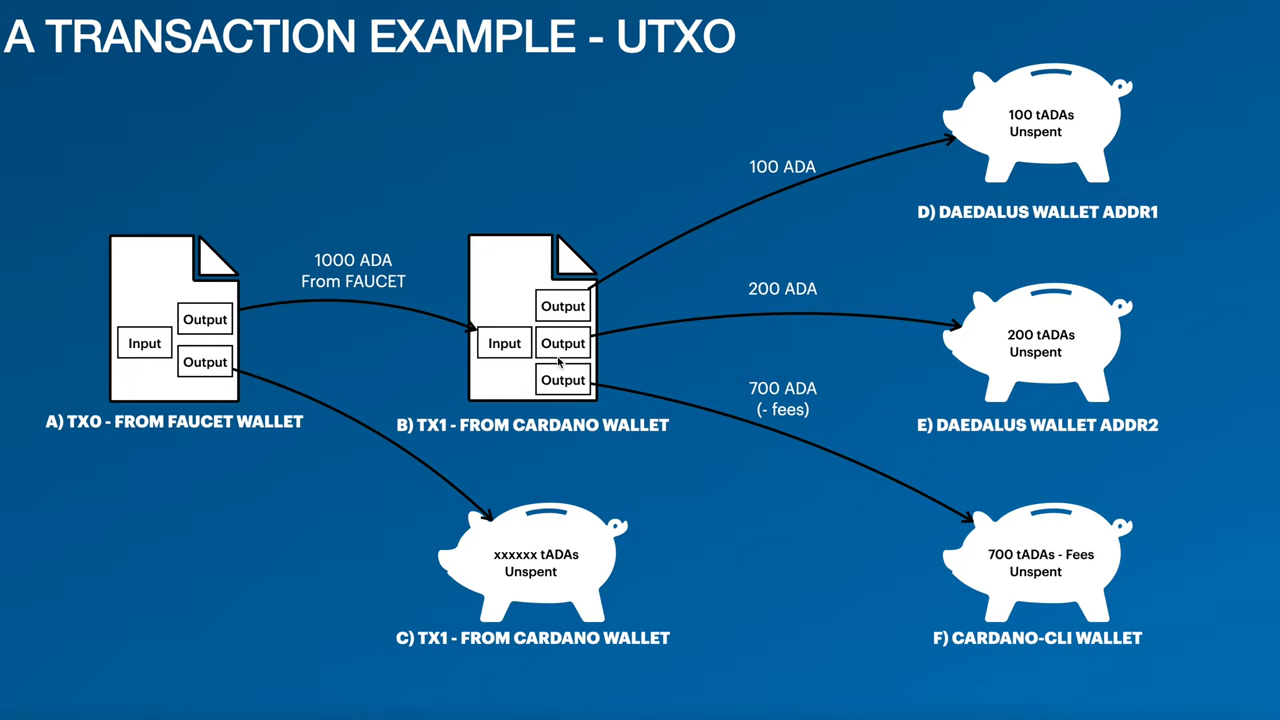 A TRANSACTION EXAMPLE - UTXO
100 tADAs
Unspent
100 ADA
D) DAEDALUS WALLET ADDR1
1000 ADA
From FAUCET
200 ADA
Output
Output
Output
Input
Output
Input
Output
200 tADAs
Unspent
Output
700 ADA
(- fees)
A) TX0 - FROM FAUCET WALLET
B) TX1 - FROM CARDANO WALLET
E) DAEDALUS WALLET ADDR2
xxxxxx tADAs
Unspent
700 tADAs - Fees
Unspent
C) TX1 - FROM CARDANO WALLET
F) CARDANO-CLI WALLET